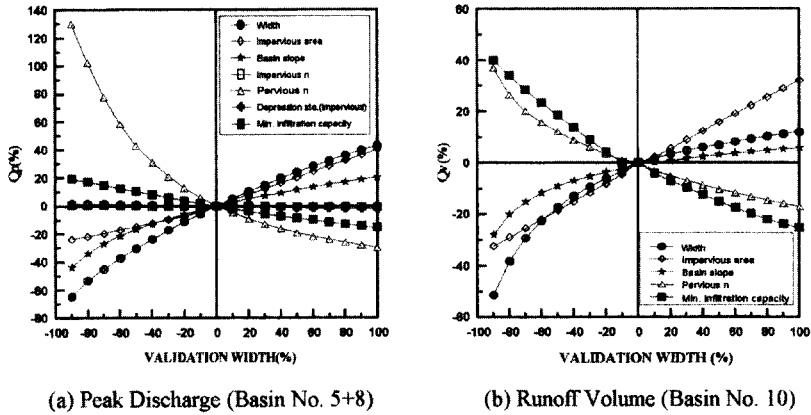 140
120
100
80
60
40
20
0
-20
-40
-60
-80
Width
Impervious area
Basin slope
Impervious n
Pervious n
Depression sto.(Impervious)
Min. Infiltration capacity
-100 -80 -60 -40 -20 0 20 40 60 80 100
VALIDATION WIDTH(%)
(a) Peak Discharge (Basin No. 5+8)
60
40
20
0
-20
-40
-60
Qv(%)
Width
Impervious area
Basin slope
Pervious n
Min. Infiltration capacity
-100 -80 -60 -40 -20 0 20 40 60 80 100
VALIDATION WIDTH (%)
(b) Runoff Volume (Basin No. 10)